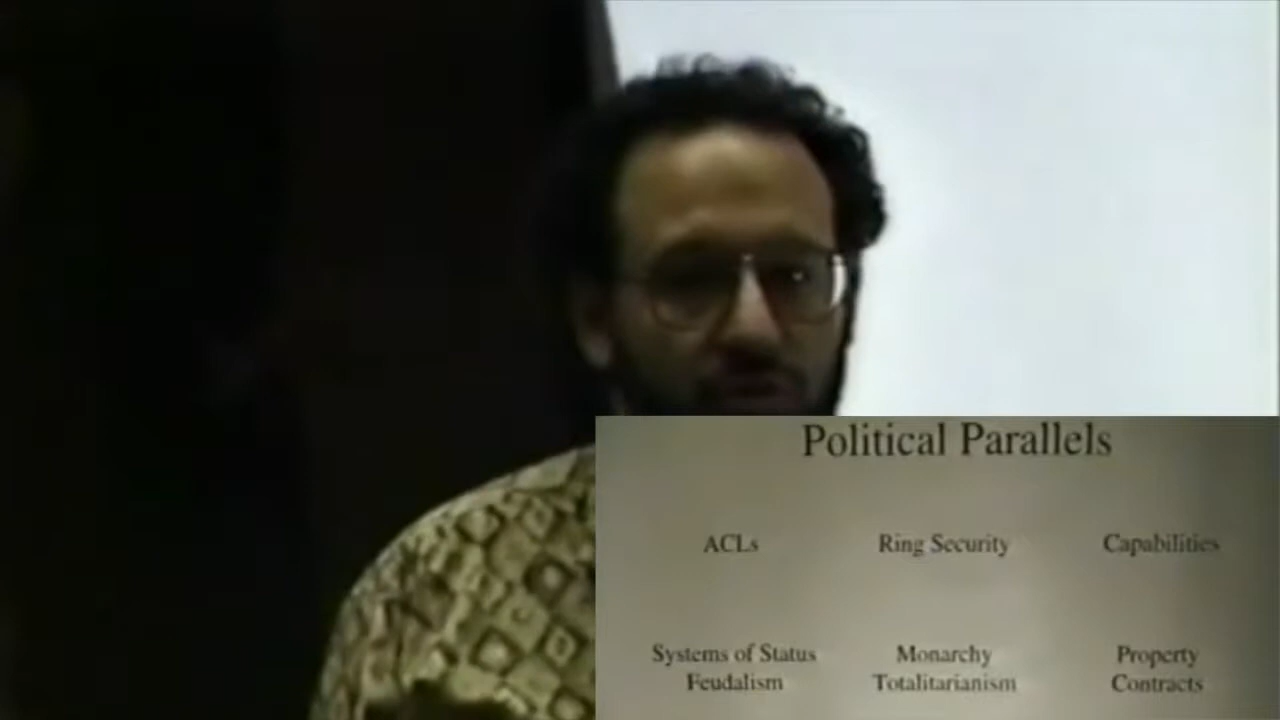 Political Parallels
ACLs Ring Security Capabilities
Systems of Status Monarchy Property
Feudalism Totalitarianism Contracts